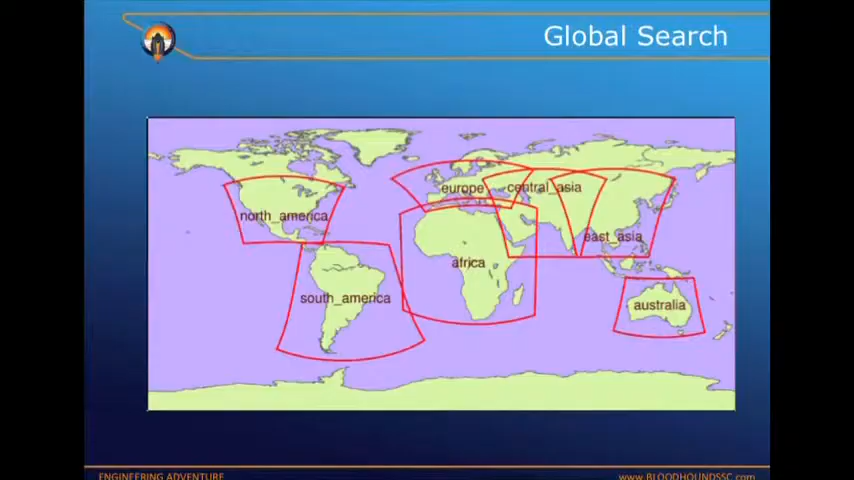 Global Search
europe
central_asia
north_america
east_asia
africa
south_america
australia
ENGINEERING ADVENTURE
www.BLOODHOUNDSSC.com